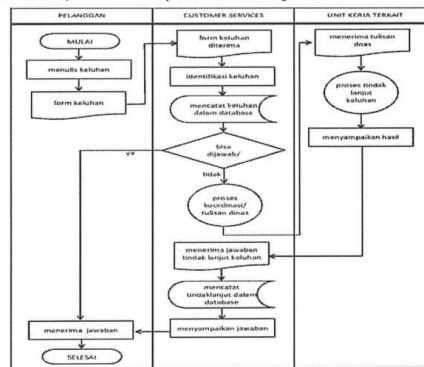 PELANGGAN
CUSTOMER SERVICES
UNIT KERJA TERKAIT
MULAI
menulis keluhan
form keluhan
form keluhan
diterima
identifikasi keluhan
mencatat keluhan
dalam database
bisa
dijawab/
ya
tidak
proses
koordinasi/
tulisan dinas
menerima tulisan
doas
proses tindak
lanjut
keluhan
menyampaikan hasil
menerima jawaban
tindak lanjut keluhan
mencatat
tindaklanjut dalam
database
menyampaikan jawaban
menerima jawaban
SELESAI